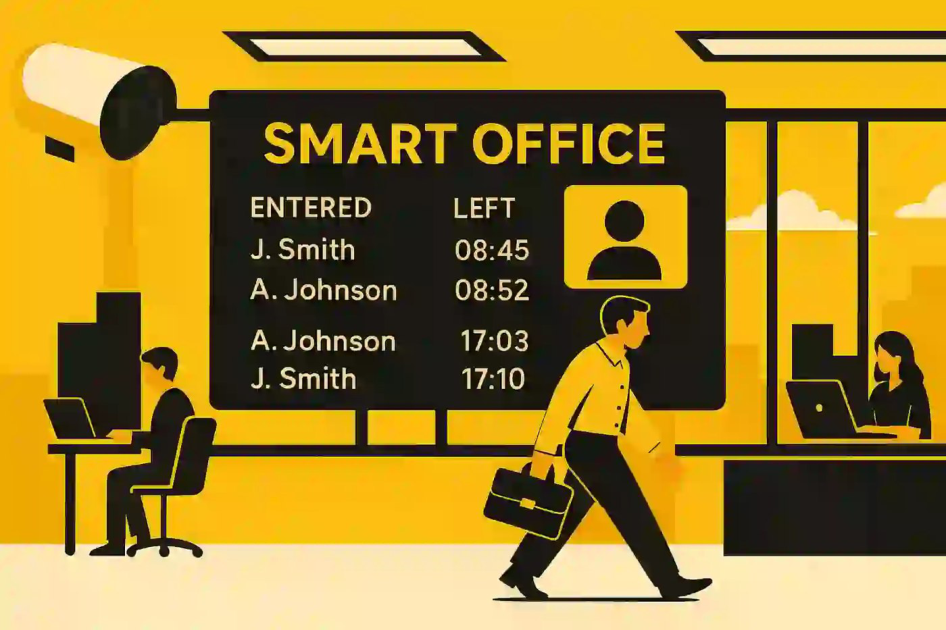 SMART OFFICE
ENTERED LEFT
J. Smith 08:45
A. Johnson 08:52
A. Johnson 17:03
J. Smith 17:10